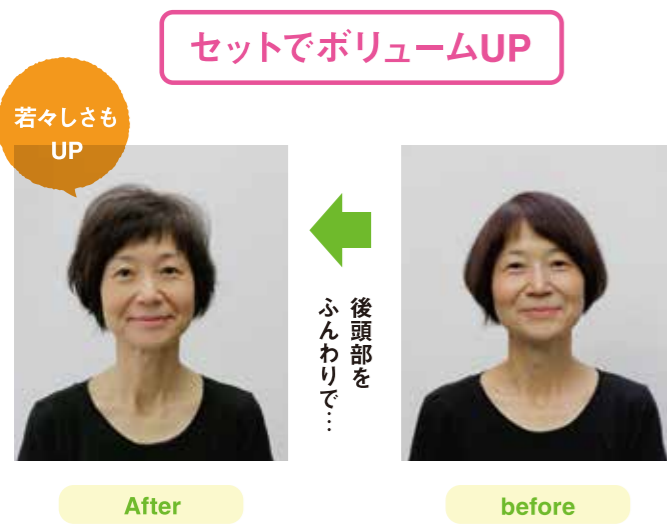 セットでボリュームUP
若々しさも
UP
後頭部を
ふんわりで…
After
before